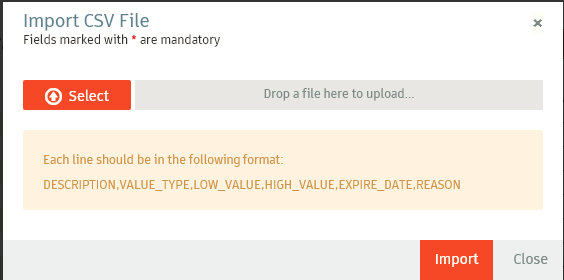 Import CSV File
×
Fields marked with * are mandatory
Select
Drop a file here to upload...
Each line should be in the following format:
DESCRIPTION,VALUE_TYPE,LOW_VALUE,HIGH_VALUE,EXPIRE_DATE,REASON
Import
Close